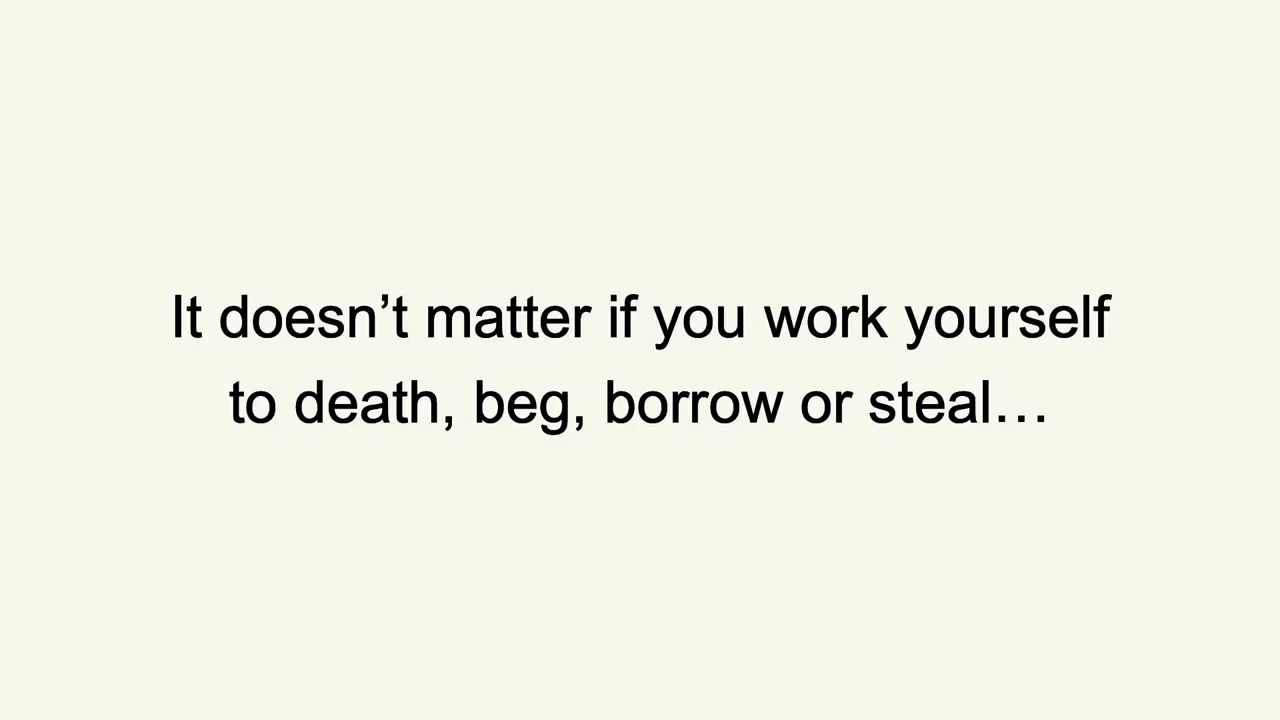 It doesn’t matter if you work yourself
to death, beg, borrow or steal…